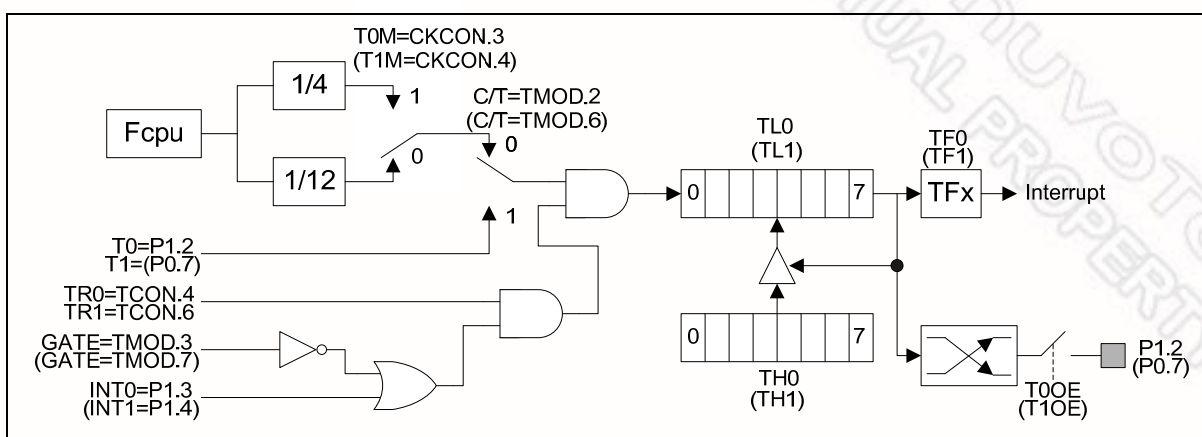 T0M=CKCON.3
(T1M=CKCON.4)
1/4
1
C/T=TMOD.2
(C/T=TMOD.6)
Fcpu
0
0
1/12
TL0
(TL1)
TF0
(TF1)
0
7
TFx
Interrupt
1
T0=P1.2
T1=(P0.7)
TR0=TCON.4
TR1=TCON.6
GATE=TMOD.3
(GATE=TMOD.7)
INT0=P1.3
(INT1=P1.4)
0
7
TH0
(TH1)
P1.2
(P0.7)
T0OE
(T1OE)
nuvoTo
UAL PROPERT